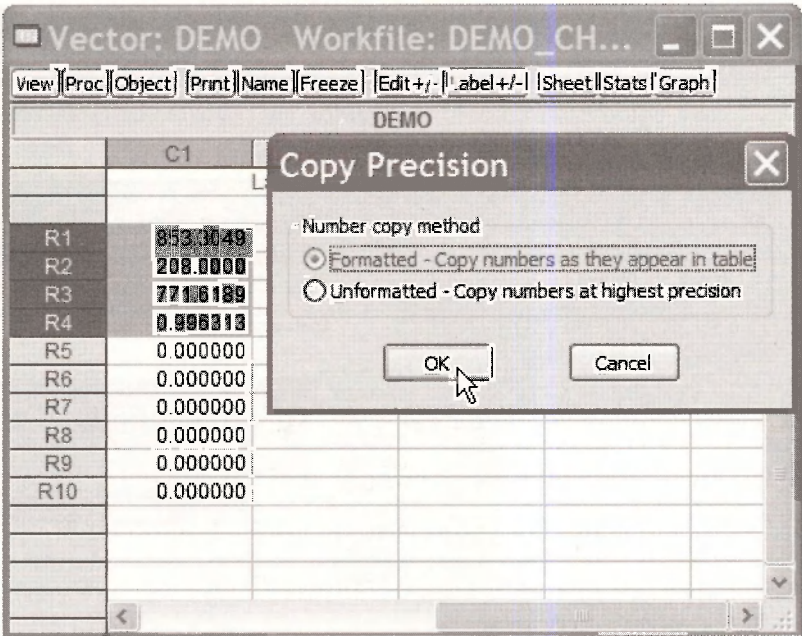 Vector: DEMO Workfile: DEMO_CH...
View Proc Object Print Name Freeze Edit+/- Label+/- Sheet Stats Graph
DEMO
C1
Copy Precision
Number copy method
Formatted - Copy numbers as they appear in table
Unformatted - Copy numbers at highest precision
OK Cancel
R1 853.3049
R2 208.0000
R3 771.6189
R4 0.996313
R5 0.000000
R6 0.000000
R7 0.000000
R8 0.000000
R9 0.000000
R10 0.000000